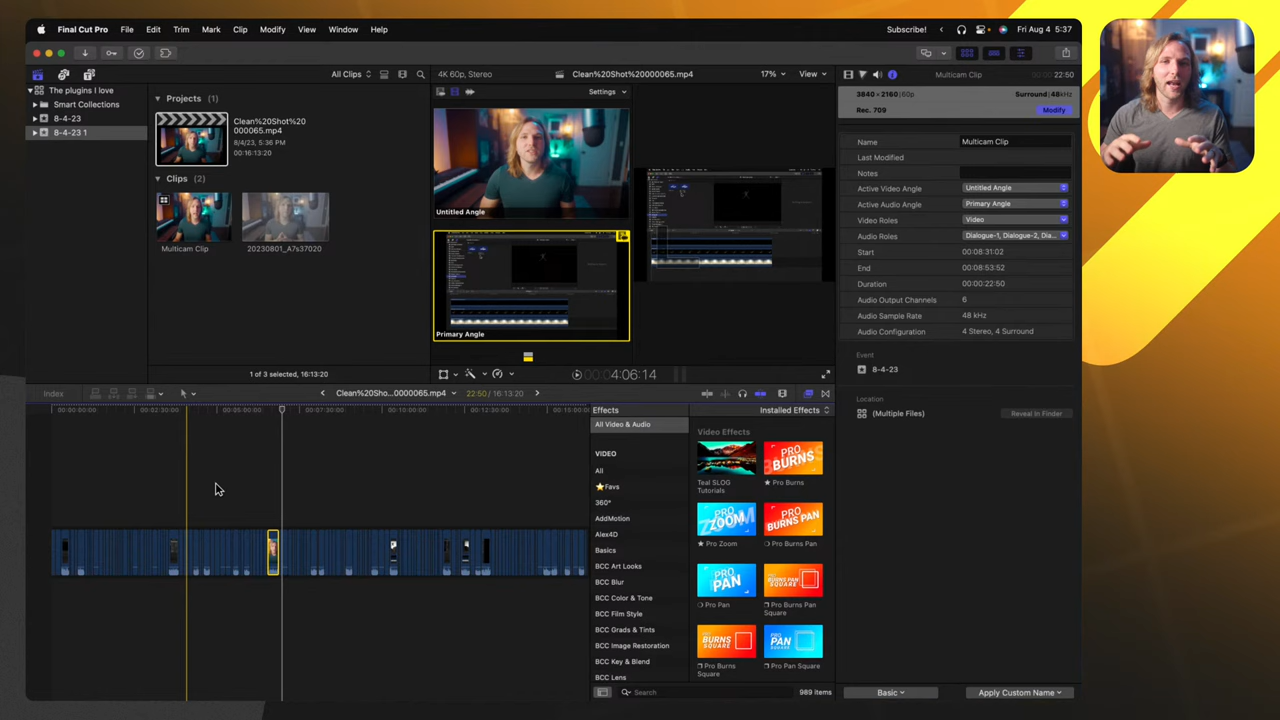 Final Cut Pro File Edit Trim Mark Clip Modify View Window Help
Subscribe! Fri Aug 4 5:37
All Clips
4K 60p, Stereo
Clean%20Shot%20000065.mp4
17%
View
Multicam Clip
22:50
The plugins I love
Smart Collections
8-4-23
8-4-23 1
Projects (1)
Clean%20Shot%20
000065.mp4
8/4/23, 5:36 PM
00:16:13:20
Clips (2)
Multicam Clip
20230801_A7s37020
1 of 3 selected, 16:13:20
Settings
Untitled Angle
Primary Angle
00:00:04:06:14
3840 × 2160 | 60p
Surround | 48kHz
Rec. 709
Modify
Name
Multicam Clip
Last Modified
Notes
Active Video Angle
Untitled Angle
Active Audio Angle
Primary Angle
Video Roles
Video
Audio Roles
Dialogue-1, Dialogue-2, Dia...
Start
00:08:31:02
End
00:08:53:52
Duration
00:00:22:50
Audio Output Channels
6
Audio Sample Rate
48 kHz
Audio Configuration
4 Stereo, 4 Surround
Event
8-4-23
Location
(Multiple Files)
Reveal in Finder
Index
Clean%20Sho...0000065.mp4
22:50 / 16:13:20
00:00:00:00
00:02:30:00
00:05:00:00
00:07:30:00
00:10:00:00
00:12:30:00
00:15:00:00
Effects
Installed Effects
All Video & Audio
VIDEO
All
Favs
360°
AddMotion
Alex4D
Basics
BCC Art Looks
BCC Blur
BCC Color & Tone
BCC Film Style
BCC Grads & Tints
BCC Image Restoration
BCC Key & Blend
BCC Lens
Video Effects
Teal SLOG
Tutorials
PRO
BURNS
Pro Burns
PRO
ZOOM
Pro Zoom
PRO
BURNS PAN
Pro Burns Pan
PRO
PAN
Pro Pan
PRO
BURNS PAN
SQUARE
Pro Burns Pan
Square
PRO
BURNS
SQUARE
Pro Burns
Square
PRO
PAN
SQUARE
Pro Pan Square
Search
989 items
Basic
Apply Custom Name